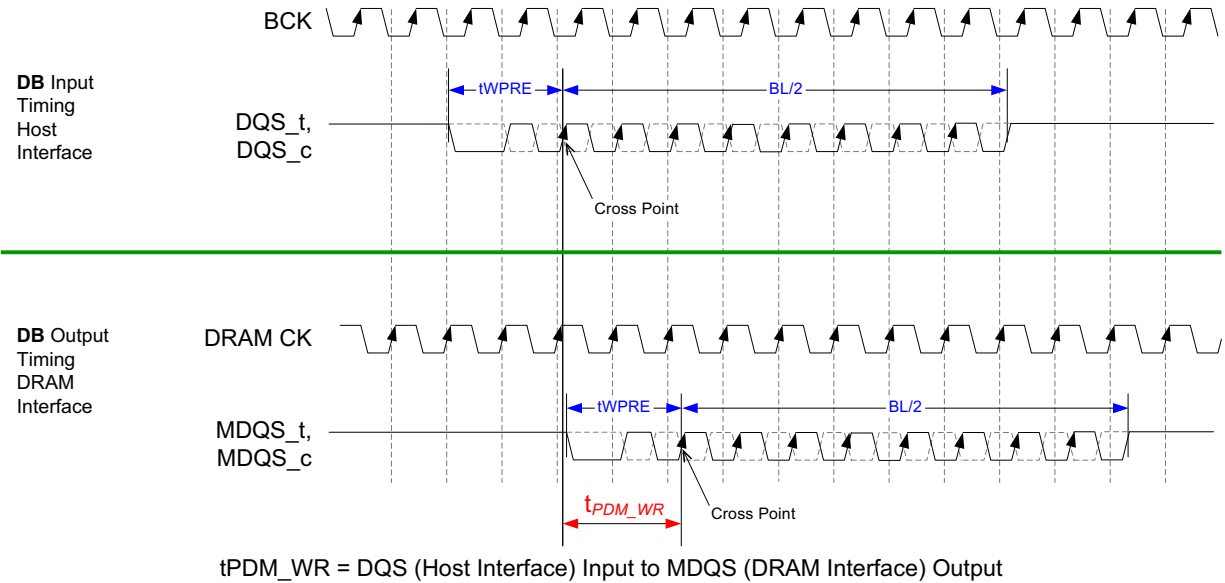 BCK
DB Input
Timing
Host
Interface
tWPRE
BL/2
DQS_t,
DQS_c
Cross Point
DB Output
Timing
DRAM
Interface
DRAM CK
tWPRE
BL/2
MDQS_t,
MDQS_c
tPDM_WR
Cross Point
tPDM_WR = DQS (Host Interface) Input to MDQS (DRAM Interface) Output